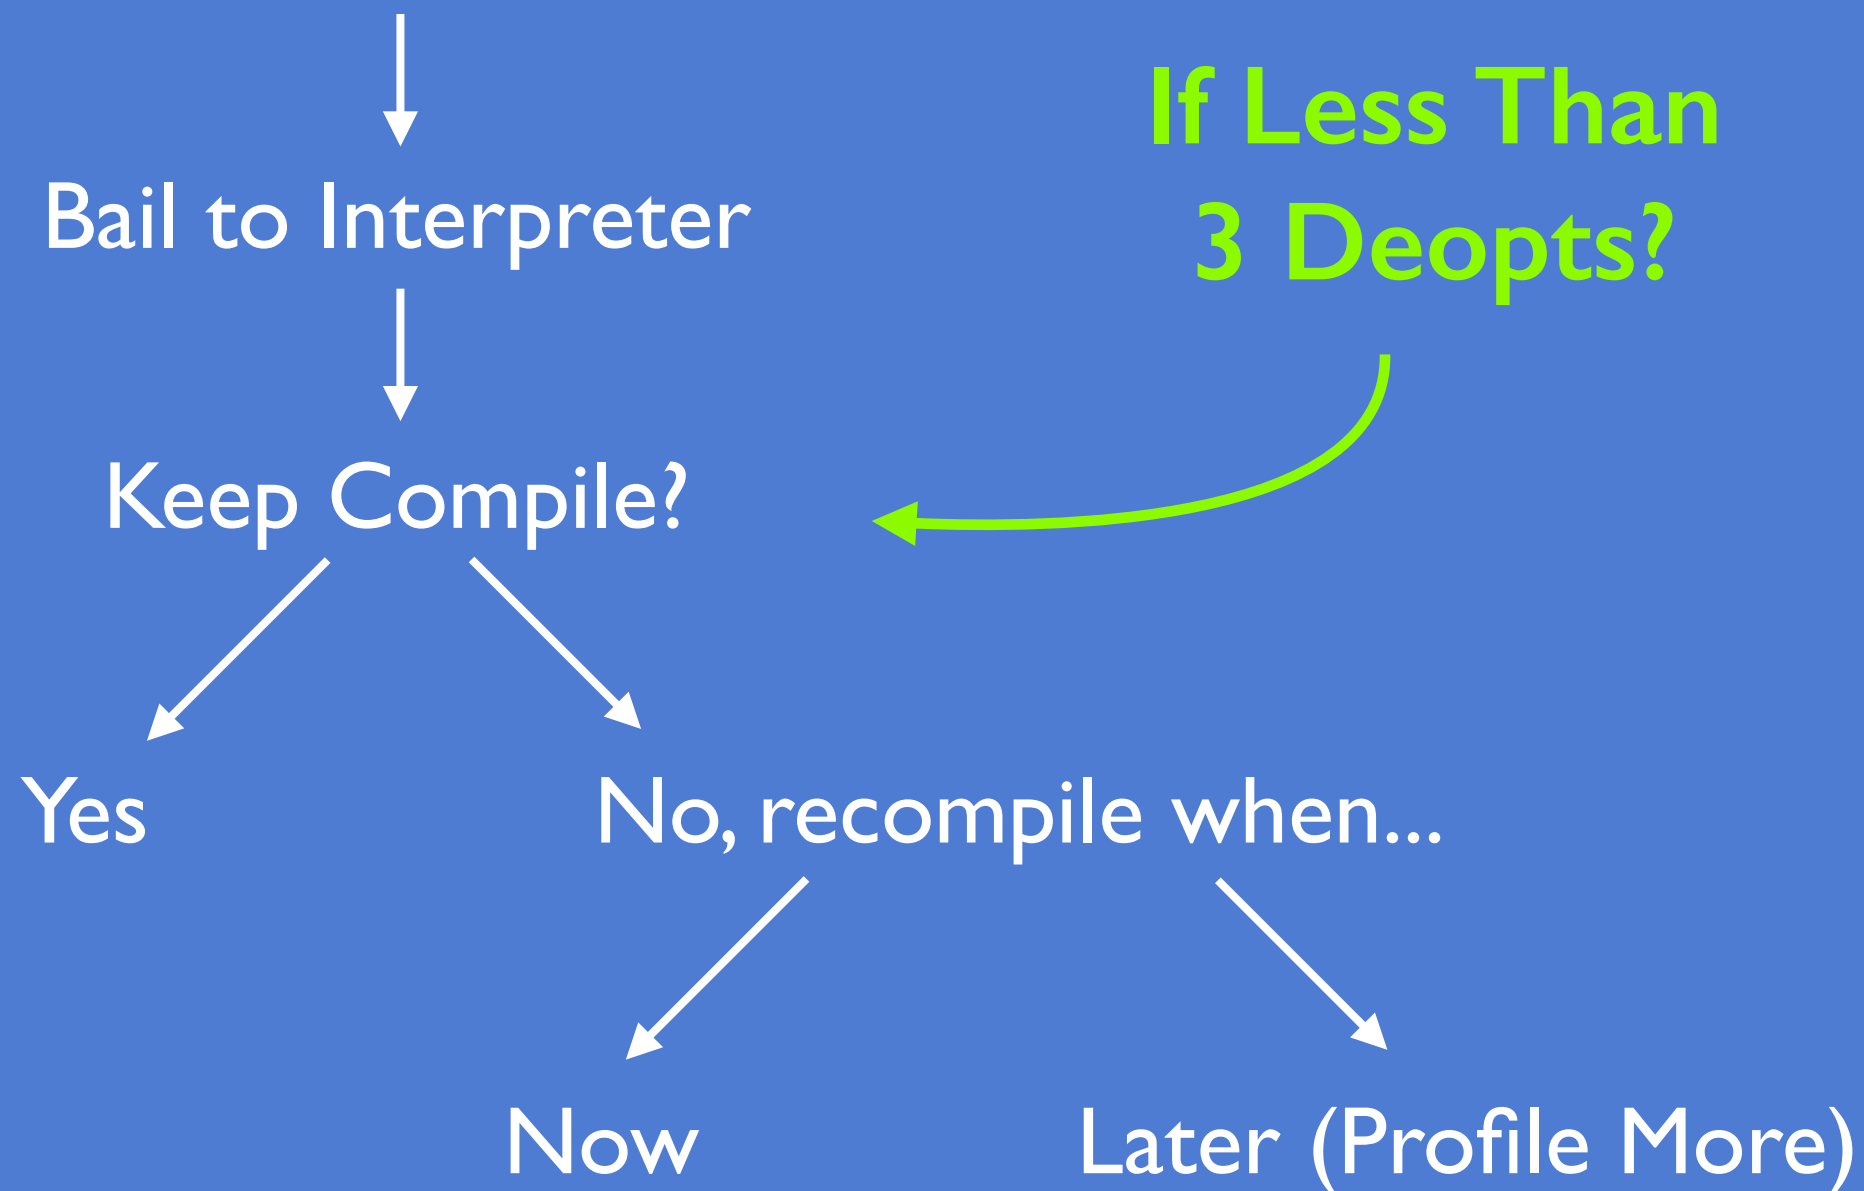 If Less Than
3 Deopts?
Bail to Interpreter
Keep Compile?
Yes
No, recompile when...
Now
Later (Profile More)